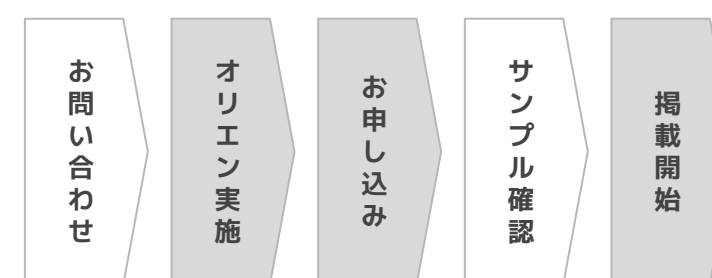 お問い合わせ
オリエン実施
お申し込み
サンプル確認
掲載開始